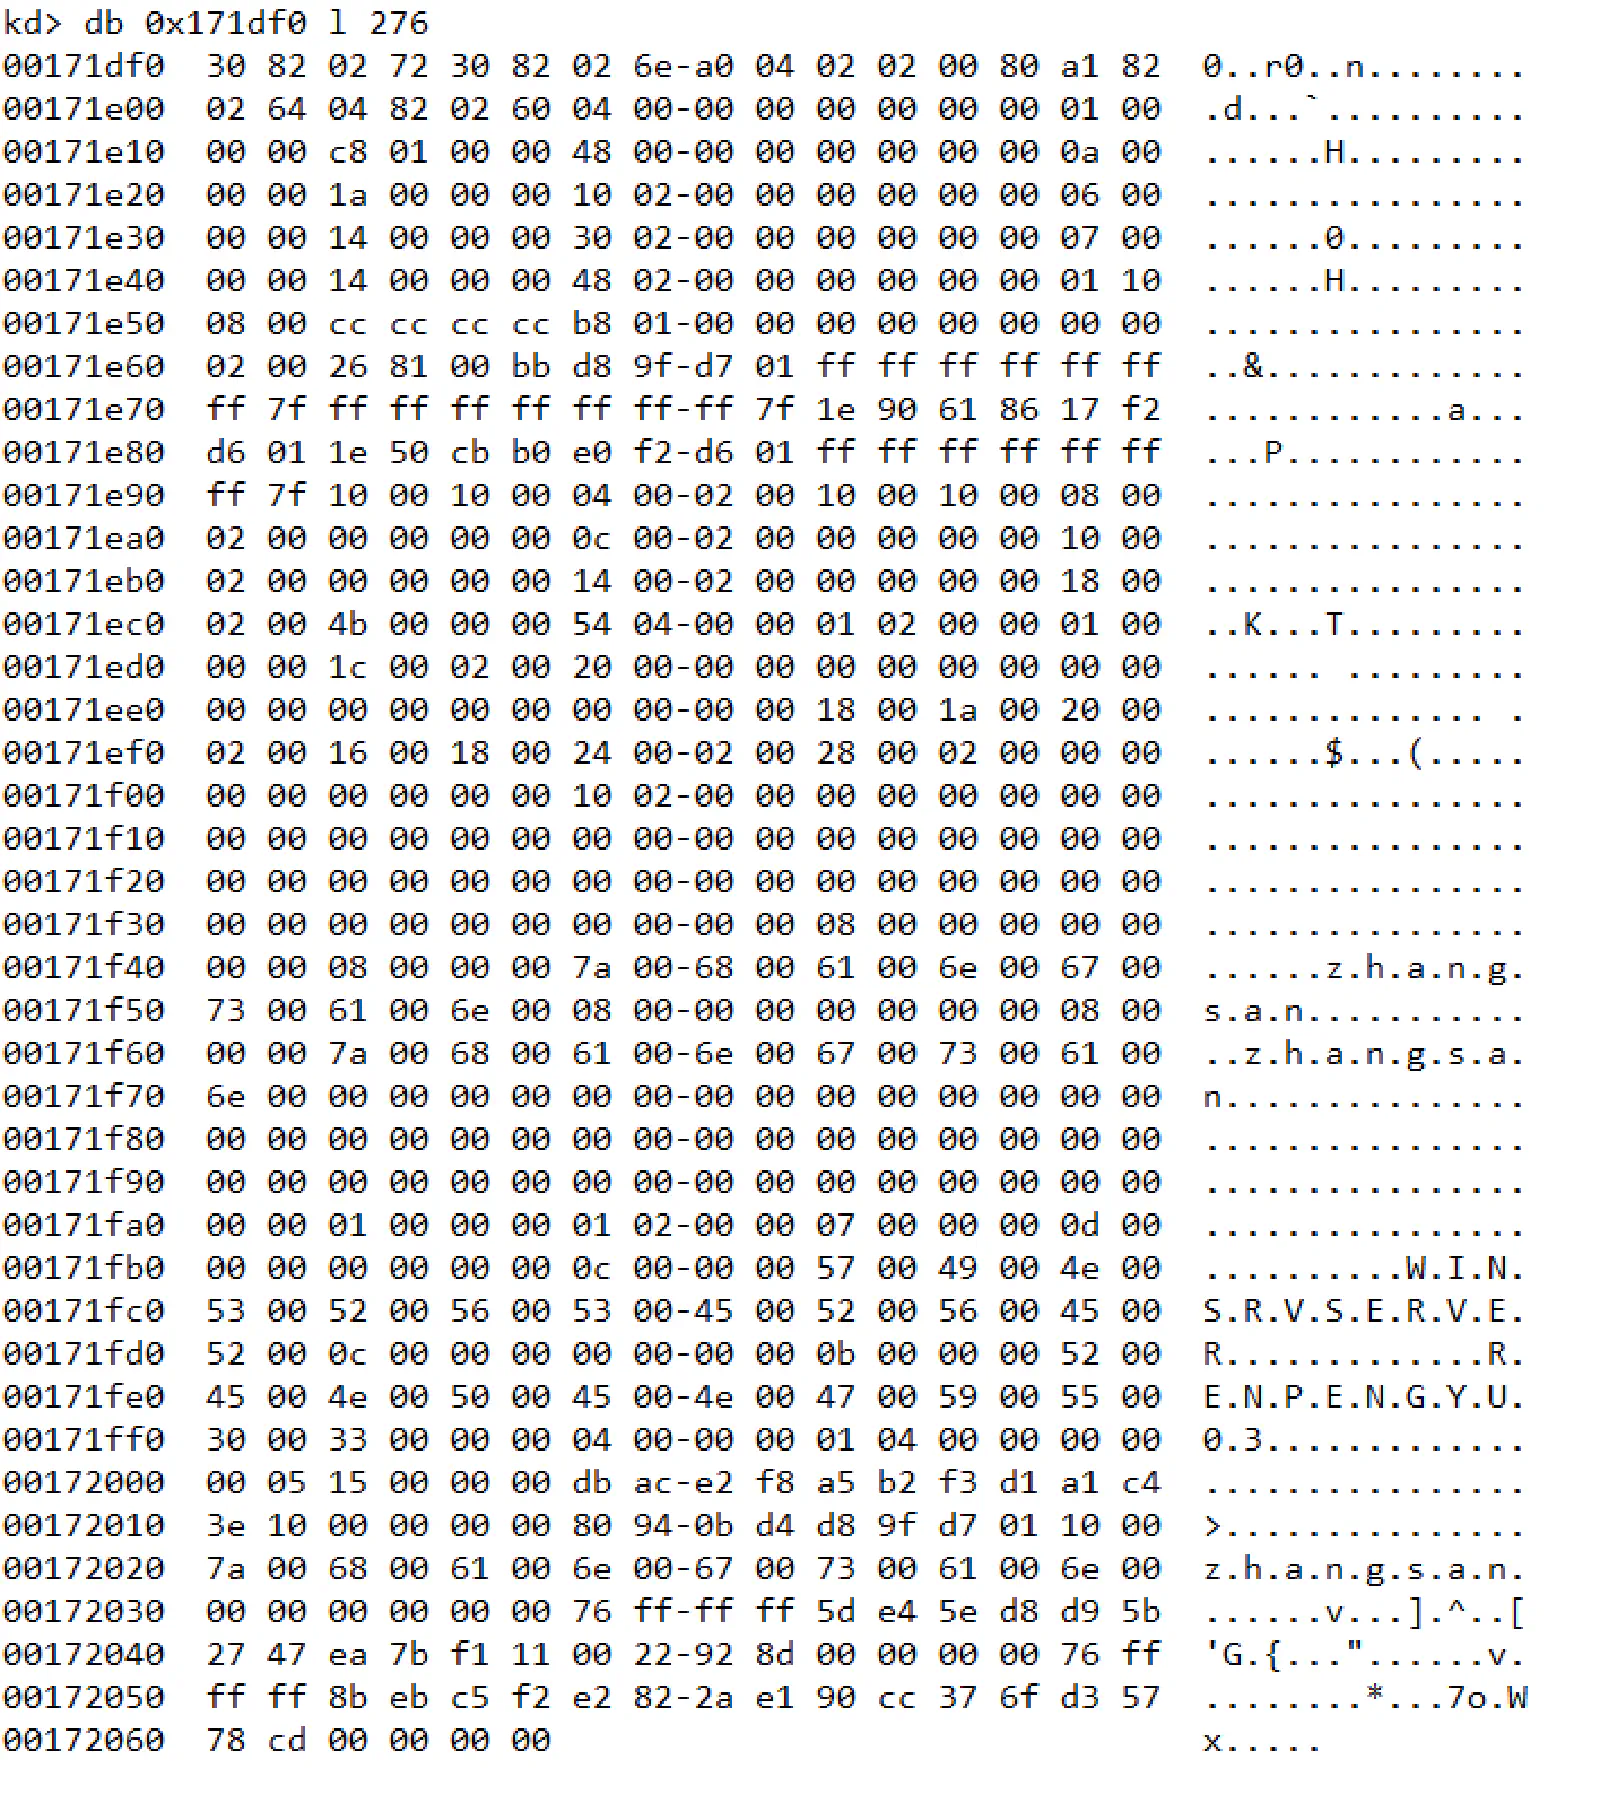 kd> db 0x171df0 l 276
00171df0  30 82 02 72 30 82 02 6e-a0 04 02 02 00 80 a1 82  0..r0..n........
00171e00  02 64 04 82 02 60 04 00-00 00 00 00 00 00 01 00  .d...`..........
00171e10  00 00 c8 01 00 00 48 00-00 00 00 00 00 00 0a 00  ......H.........
00171e20  00 00 1a 00 00 00 10 02-00 00 00 00 00 00 06 00  ................
00171e30  00 00 14 00 00 00 30 02-00 00 00 00 00 00 07 00  ......0.........
00171e40  00 00 14 00 00 00 48 02-00 00 00 00 00 00 01 10  ......H.........
00171e50  08 00 cc cc cc cc b8 01-00 00 00 00 00 00 00 00  ................
00171e60  02 00 26 81 00 bb d8 9f-d7 01 ff ff ff ff ff ff  ..&.............
00171e70  ff 7f ff ff ff ff ff ff-ff 7f 1e 90 61 86 17 f2  ............a...
00171e80  d6 01 1e 50 cb b0 e0 f2-d6 01 ff ff ff ff ff ff  ...P............
00171e90  ff 7f 10 00 10 00 04 00-02 00 10 00 10 00 08 00  ................
00171ea0  02 00 00 00 00 00 0c 00-02 00 00 00 00 00 10 00  ................
00171eb0  02 00 00 00 00 00 14 00-02 00 00 00 00 00 18 00  ................
00171ec0  02 00 4b 00 00 00 54 04-00 00 01 02 00 00 01 00  ..K...T.........
00171ed0  00 00 1c 00 02 00 20 00-00 00 00 00 00 00 00 00  ...... .........
00171ee0  00 00 00 00 00 00 00 00-00 00 18 00 1a 00 20 00  .............. .
00171ef0  02 00 16 00 18 00 24 00-02 00 28 00 02 00 00 00  ......$...(.....
00171f00  00 00 00 00 00 00 10 02-00 00 00 00 00 00 00 00  ................
00171f10  00 00 00 00 00 00 00 00-00 00 00 00 00 00 00 00  ................
00171f20  00 00 00 00 00 00 00 00-00 00 00 00 00 00 00 00  ................
00171f30  00 00 00 00 00 00 00 00-00 00 08 00 00 00 00 00  ................
00171f40  00 00 08 00 00 00 7a 00-68 00 61 00 6e 00 67 00  ......z.h.a.n.g.
00171f50  73 00 61 00 6e 00 08 00-00 00 00 00 00 00 08 00  s.a.n...........
00171f60  00 00 7a 00 68 00 61 00-6e 00 67 00 73 00 61 00  ..z.h.a.n.g.s.a.
00171f70  6e 00 00 00 00 00 00 00-00 00 00 00 00 00 00 00  n...............
00171f80  00 00 00 00 00 00 00 00-00 00 00 00 00 00 00 00  ................
00171f90  00 00 00 00 00 00 00 00-00 00 00 00 00 00 00 00  ................
00171fa0  00 00 01 00 00 00 01 02-00 00 07 00 00 00 0d 00  ................
00171fb0  00 00 00 00 00 00 0c 00-00 00 57 00 49 00 4e 00  ..........W.I.N.
00171fc0  53 00 52 00 56 00 53 00-45 00 52 00 56 00 45 00  S.R.V.S.E.R.V.E.
00171fd0  52 00 0c 00 00 00 00 00-00 00 0b 00 00 00 52 00  R.............R.
00171fe0  45 00 4e 00 50 00 45 00-4e 00 47 00 59 00 55 00  E.N.P.E.N.G.Y.U.
00171ff0  30 00 33 00 00 00 04 00-00 00 01 04 00 00 00 00  0.3.............
00172000  00 05 15 00 00 00 db ac-e2 f8 a5 b2 f3 d1 a1 c4  ................
00172010  3e 10 00 00 00 00 80 94-0b d4 d8 9f d7 01 10 00  >...............
00172020  7a 00 68 00 61 00 6e 00-67 00 73 00 61 00 6e 00  z.h.a.n.g.s.a.n.
00172030  00 00 00 00 00 00 76 ff-ff ff 5d e4 5e d8 d9 5b  ......v...].^..[
00172040  27 47 ea 7b f1 11 00 22-92 8d 00 00 00 00 76 ff  'G.{..."......v.
00172050  ff ff 8b eb c5 f2 e2 82-2a e1 90 cc 37 6f d3 57  ........*...7o.W
00172060  78 cd 00 00 00 00  x.....